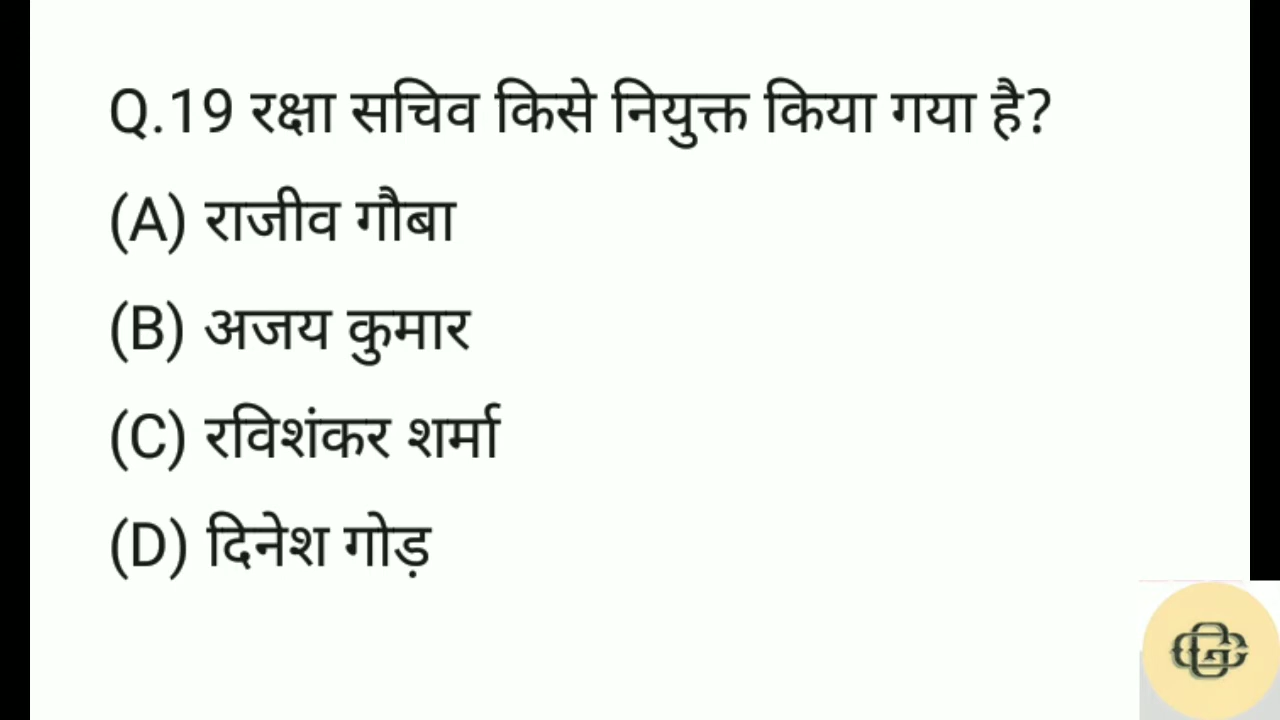 Q.19 रक्षा सचिव किसे नियुक्त किया गया है?
(A) राजीव गौबा
(B) अजय कुमार
(C) रविशंकर शर्मा
(D) दिनेश गोड़